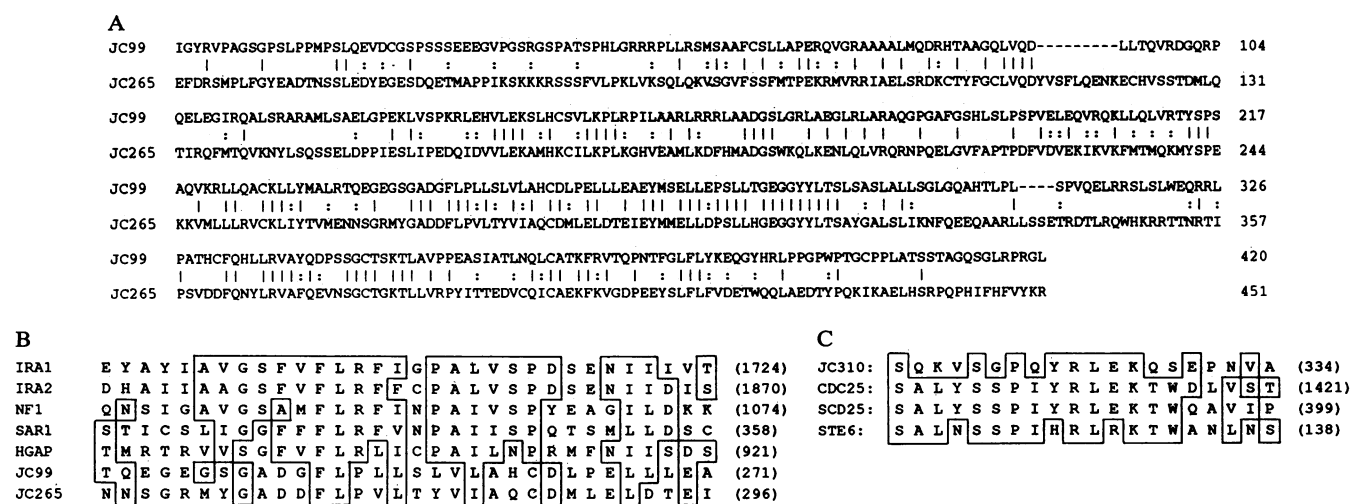 A
JC99 IGYRVPAGSGPSLPPMPSLQEVDCGSPSSSEEEGVPGSRGSPATSPHLGRRRPLLRSMSAAFCSLLAPERQVGRAAAALMQDRHTAAGQLVQD---------LLTQVRDGQRP 104
JC265 EFDRSMPLFGYEADTNSSLEDYEGESDQETMAPPIKSKKKRSSSFVLPKLVKSQLQKVSGVFSSFMTPEKRMVRRIAELSRDKCTYFGCLVQDYVSFLQENKECHVSSTDMLQ 131
JC99 QELEGIRQALSRARAMLSAELGPEKLVSPKRLEHVLEKSLHCSVLKPLRPILAARLRRRLAADGSLGRLAEGLRLARAQGPGAFGSHLSLPSPVELEQVRQKLLQLVRTYSPS 217
JC265 TIRQFMTQVKNYLSQSSELDPPIESLIPEDQIDVVLEKAMHKCILKPLKGHVEAMLKDFHMADGSWKQLKENLQLVRQRNPQELGVFAPTPDFVDVEKIKVKFMTMQKMYSPE 244
JC99 AQVKRLLQACKLLYMALRTQEGEGSGADGFLPLLSLVLAHCDLPELLLEAEYMSELLEPSLLTGEGGYYLTSLSASLALLSGLGQAHTLPL----SPVQELRRSLSLWEQRRL 326
JC265 KKVMLLLRVCKLIYTVMENNSGRMYGADDFLPVLTYVIAQCDMLELDTEIEYMMELLDPSLLHGEGGYYLTSAYGALSLIKNFQEEQAARLLSSETRDTLRQWHKRRTTNRTI 357
JC99 PATHCFQHLLRVAYQDPSSGCTSKTLAVPPEASIATLNQLCATKFRVTQPNTFGLFLYKEQGYHRLPPGPWPTGCPPLATSSTAGQSGLRPRGL 420
JC265 PSVDDFQNYLRVAFQEVNSGCTGKTLLVRPYITTEDVCQICAEKFKVGDPEEYSLFLFVDETWQQLAEDTYPQKIKAELHSRPQPHIFHFVYKR 451
B
IRA1 E Y A Y I A V G S F V F L R F I G P A L V S P D S E N I I I V T (1724)
IRA2 D H A I I A A G S F V F L R F F C P A L V S P D S E N I I D I S (1870)
NF1 Q N S I G A V G S A M F L R F I N P A I V S P Y E A G I L D K K (1074)
SAR1 S T I C S L I G G F F F L R F V N P A I I S P Q T S M L L D S C (358)
HGAP T M R T R V V S G F V F L R L I C P A I L N P R M F N I I S D S (921)
JC99 T Q E G E G S G A D G F L P L L S L V L A H C D L P E L L L E A (271)
JC265 N N S G R M Y G A D D F L P V L T Y V I A Q C D M L E L D T E I (296)
C
JC310: S Q K V S G P Q Y R L E K Q S E P N V A (334)
CDC25: S A L Y S S P I Y R L E K T W D L V S T (1421)
SCD25: S A L Y S S P I Y R L E K T W Q A V I P (399)
STE6: S A L N S S P I H R L R K T W A N L N S (138)